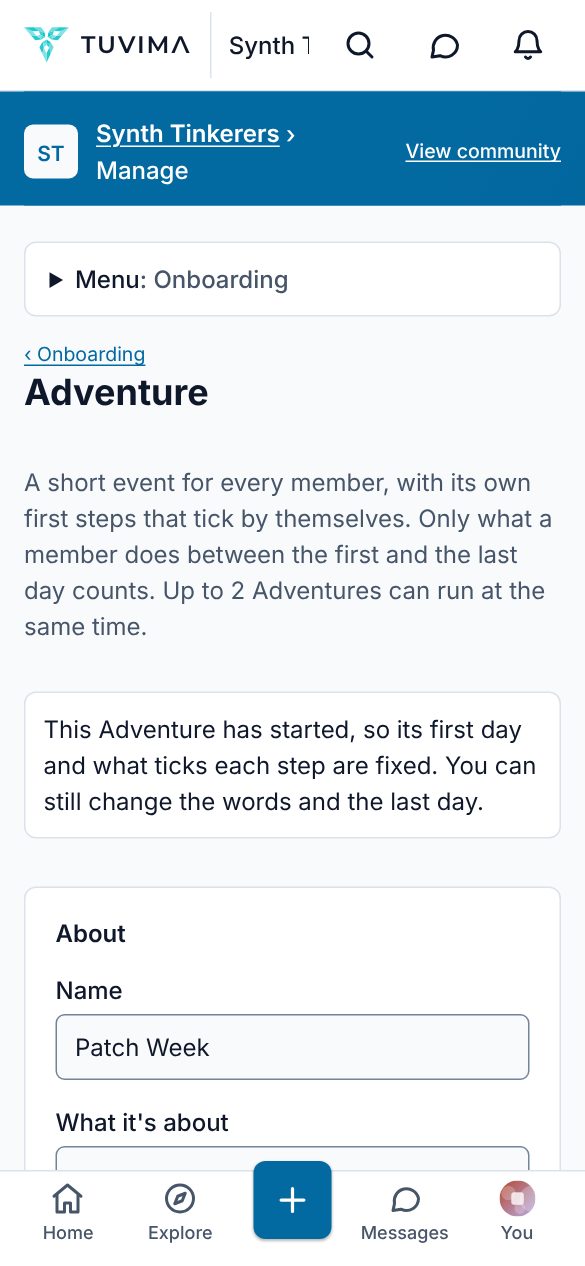 TUVIMA
Synth
ST
Synth Tinkerers ›
Manage
View community
Menu: Onboarding
‹ Onboarding
Adventure
A short event for every member, with its own
first steps that tick by themselves. Only what a
member does between the first and the last
day counts. Up to 2 Adventures can run at the
same time.
This Adventure has started, so its first day
and what ticks each step are fixed. You can
still change the words and the last day.
About
Name
Patch Week
What it's about
Home
Explore
Messages
You